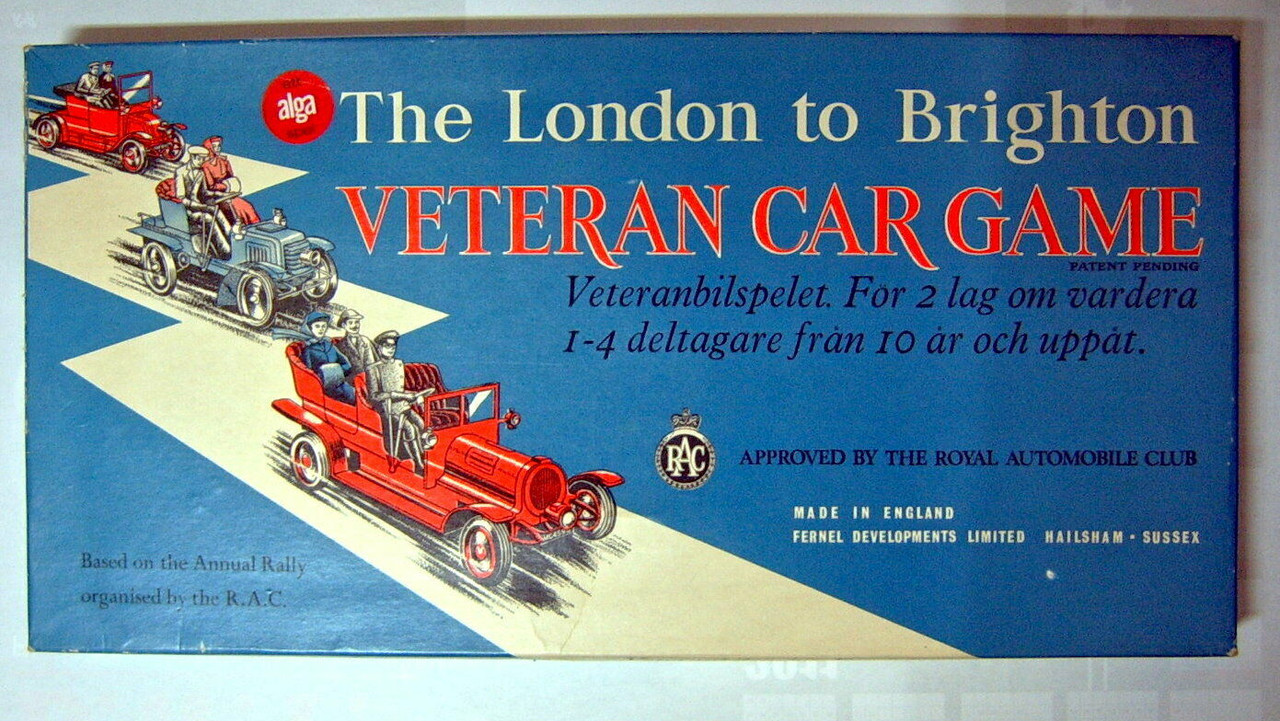 alga
The London to Brighton
VETERAN CAR GAME
PATENT PENDING
Veteranbilspelet. För 2 lag om vardera
1-4 deltagare från 10 år och uppåt.
RAC
APPROVED BY THE ROYAL AUTOMOBILE CLUB
MADE IN ENGLAND
FERNEL DEVELOPMENTS LIMITED HAILSHAM · SUSSEX
Based on the Annual Rally
organised by the R.A.C.